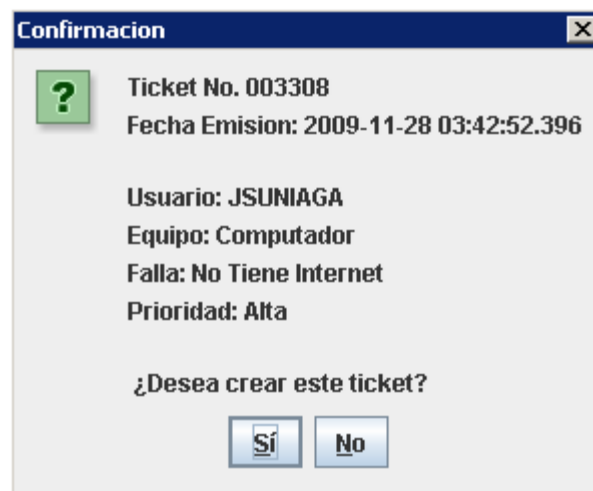 Confirmacion
Ticket No. 003308
Fecha Emision: 2009-11-28 03:42:52.396
Usuario: JSUNIAGA
Equipo: Computador
Falla: No Tiene Internet
Prioridad: Alta
¿Desea crear este ticket?
Sí No